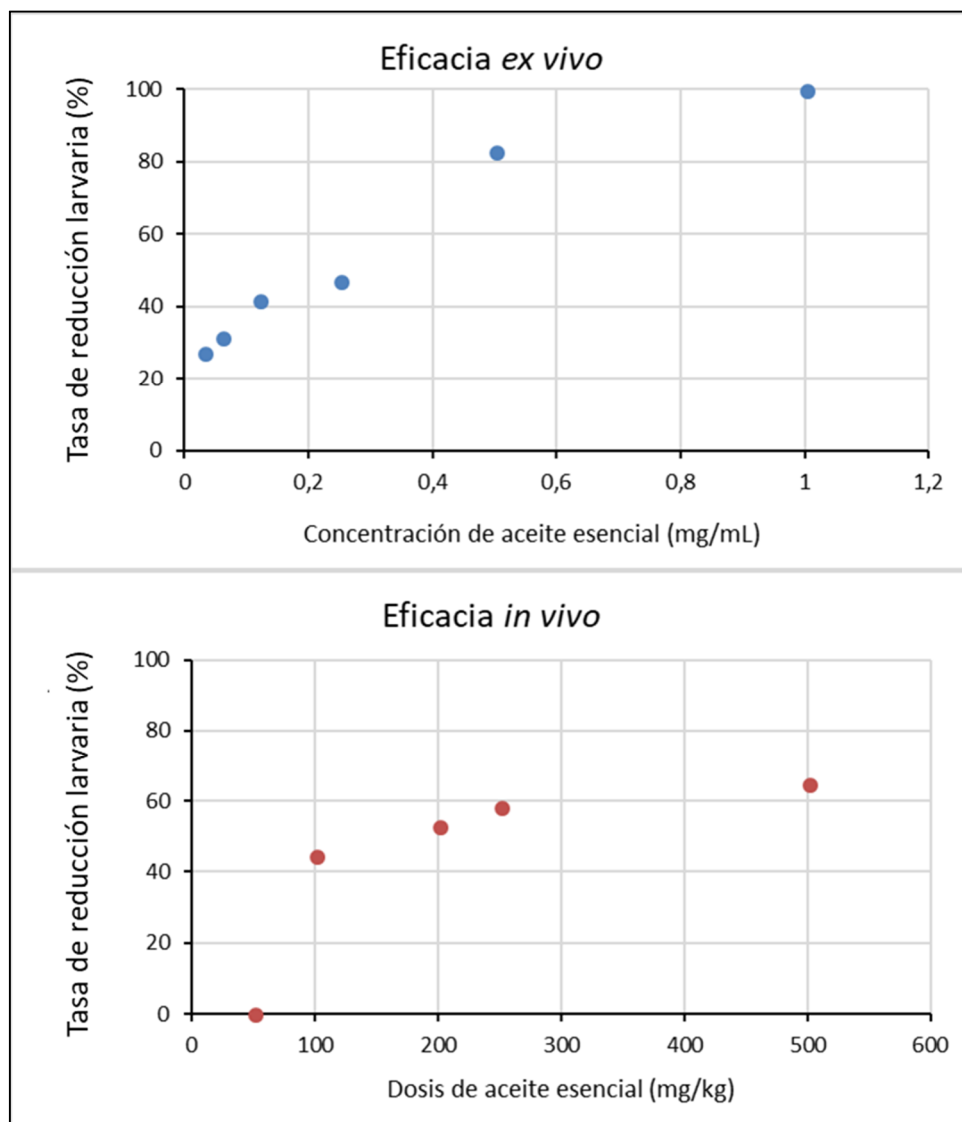 Eficacia ex vivo
Tasa de reducción larvaria (%)
100
80
60
40
20
0
0 0,2 0,4 0,6 0,8 1 1,2
Concentración de aceite esencial (mg/mL)
Eficacia in vivo
Tasa de reducción larvaria (%)
100
80
60
40
20
0
0 100 200 300 400 500 600
Dosis de aceite esencial (mg/kg)